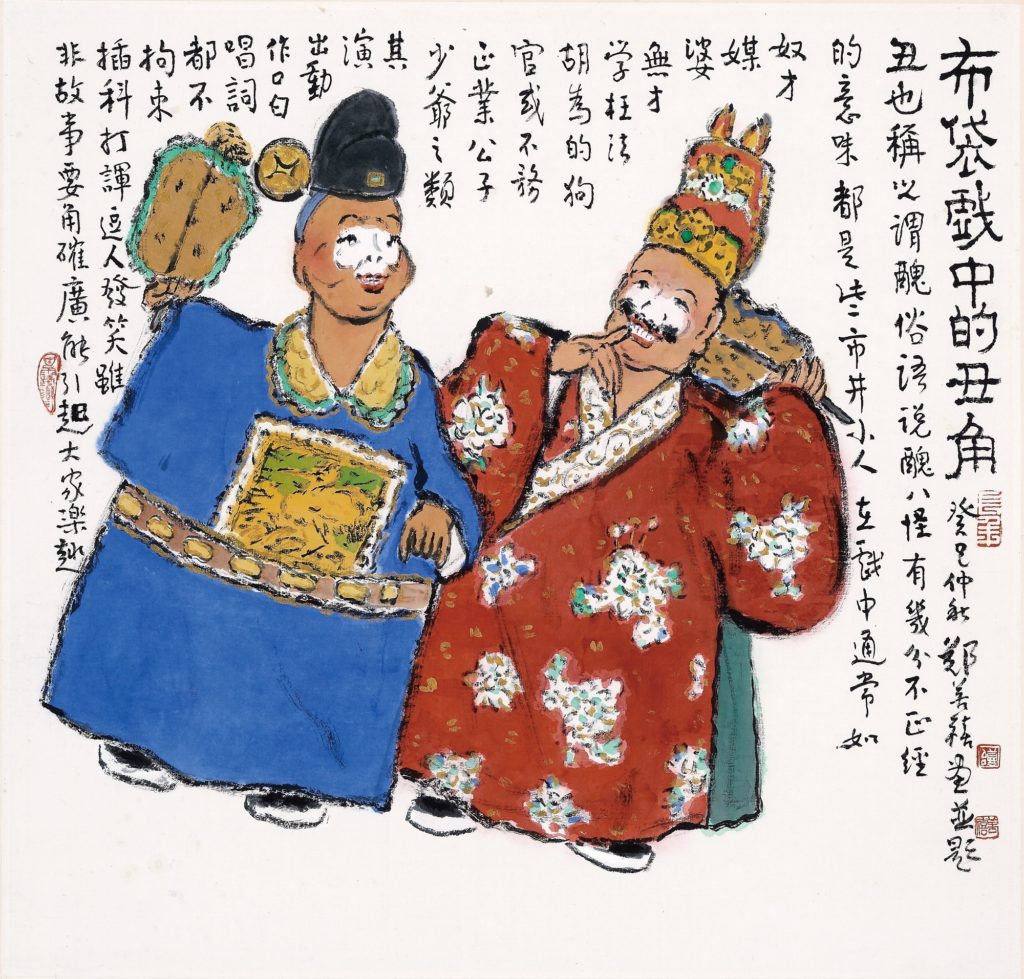 布袋戲中的丑角 癸巳仲秋鄭善禧畫並題
丑也稱之謂醜俗語説醜八怪有幾分不正經
的意味都是些市井小人在戲中通常如
奴才
媒
婆
無才
学枉法
胡為的狗
官或不務
正業公子
少爺之類
其
演
出動
作口白
唱詞
都不
拘束
插科打諢逗人發笑雖
非故事要角確廣能引起大家樂趣